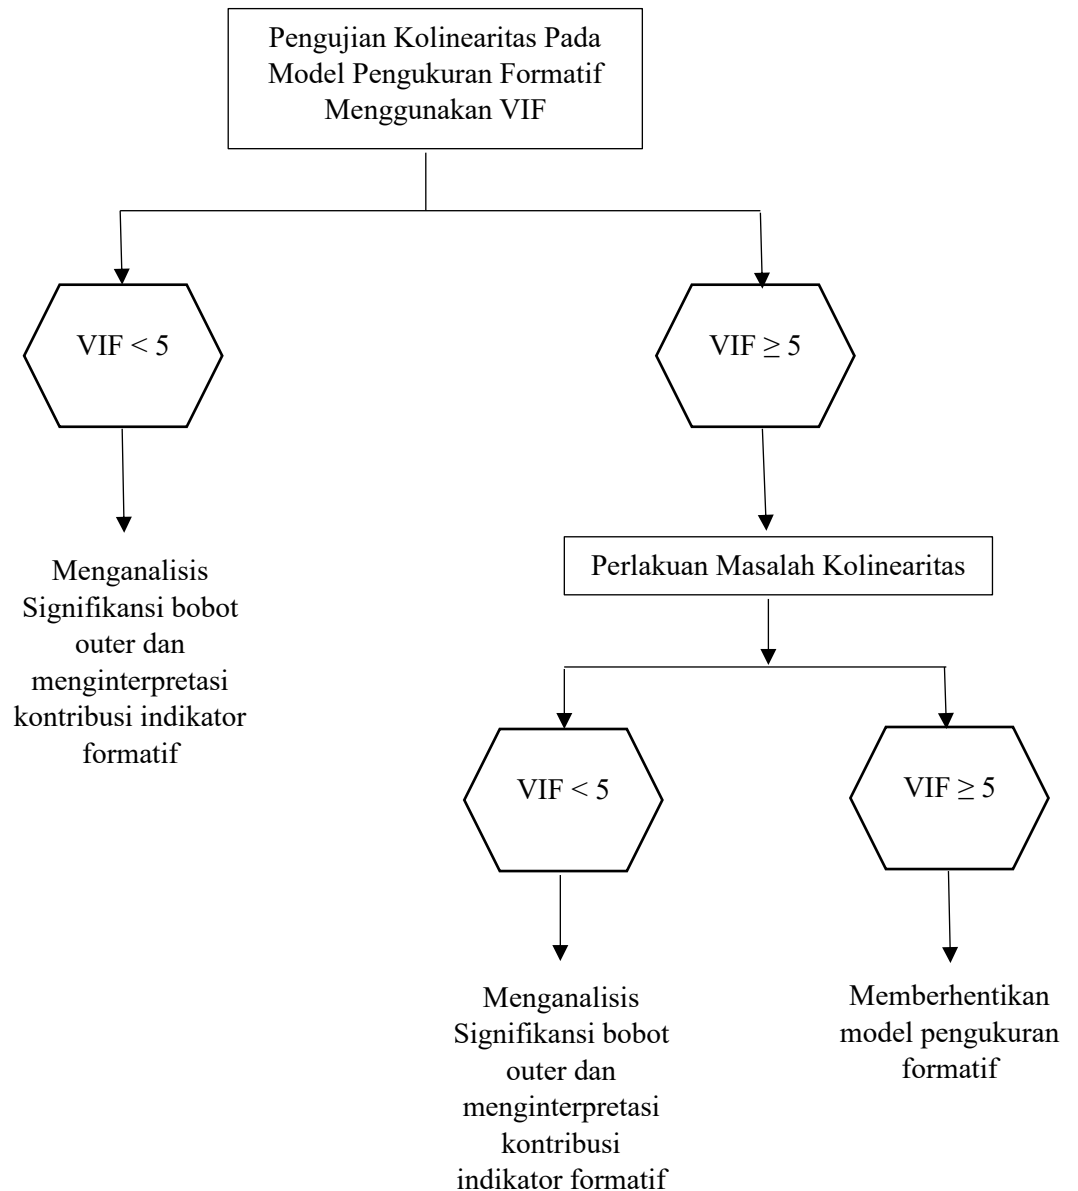 Pengujian Kolinearitas Pada
Model Pengukuran Formatif
Menggunakan VIF
VIF < 5
VIF ≥ 5
Menganalisis
Signifikansi bobot
outer dan
menginterpretasi
kontribusi indikator
formatif
Perlakuan Masalah Kolinearitas
VIF < 5
VIF ≥ 5
Menganalisis
Signifikansi bobot
outer dan
menginterpretasi
kontribusi
indikator formatif
Memberhentikan
model pengukuran
formatif